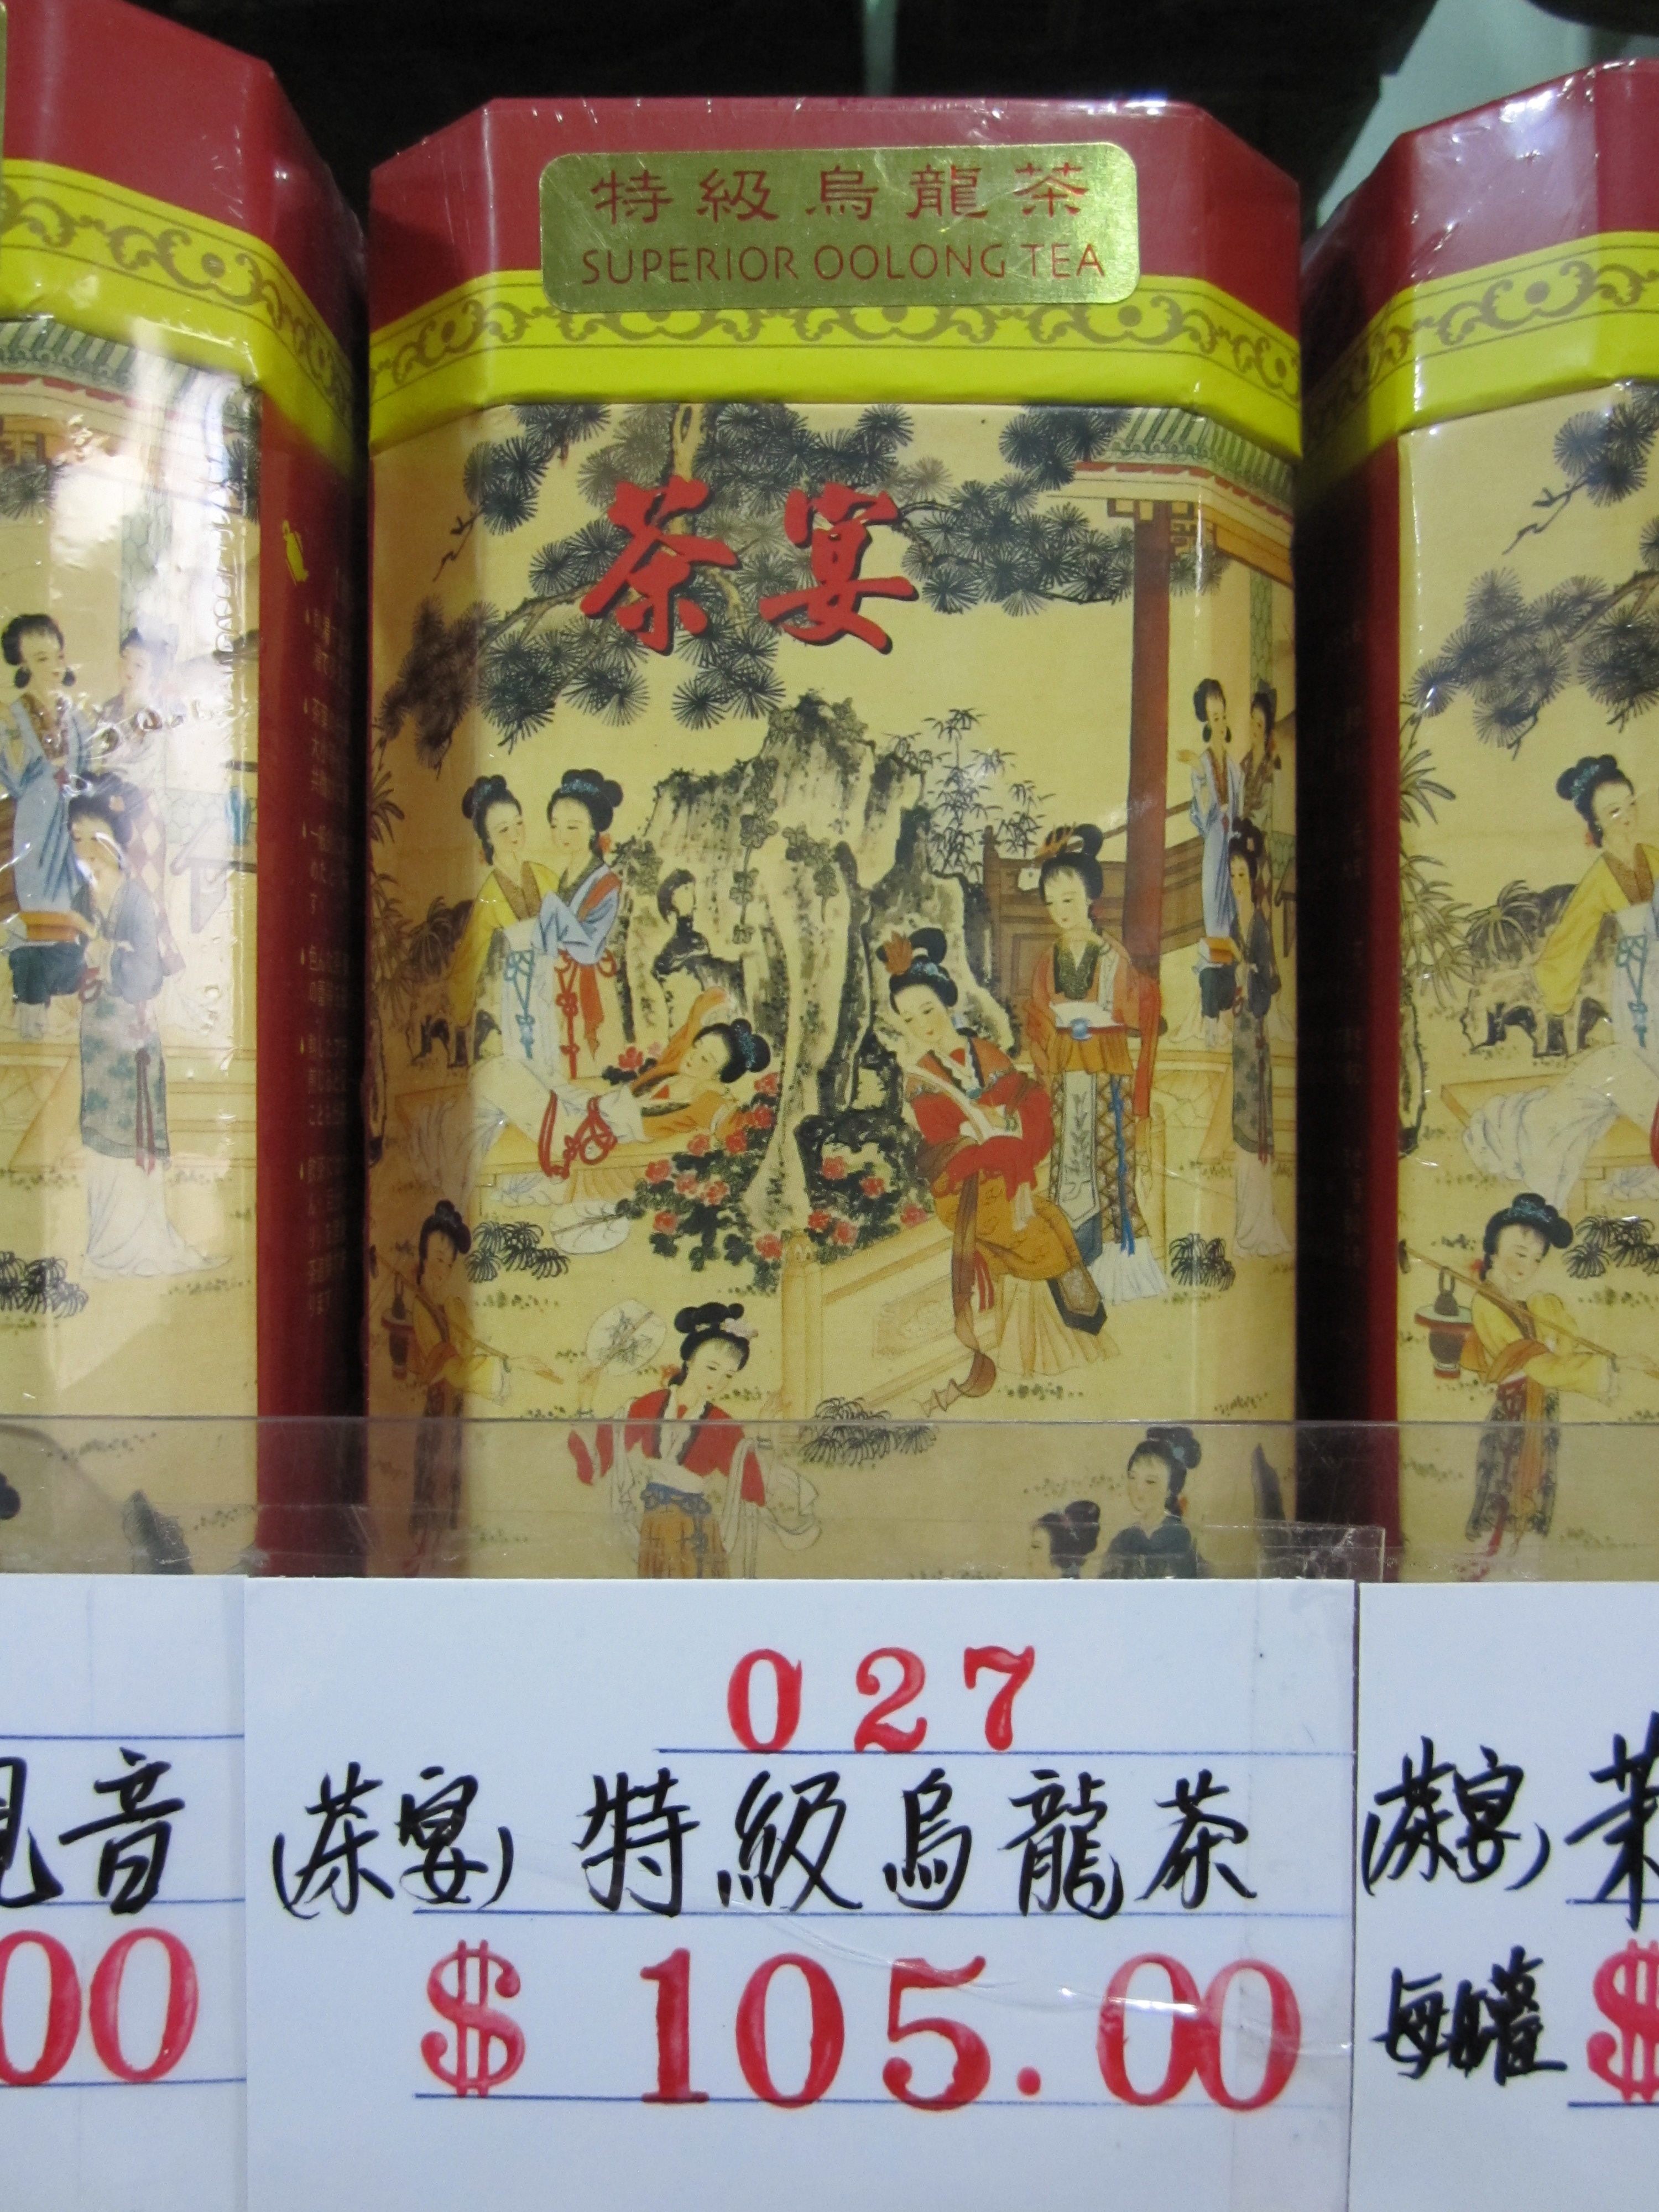 特級烏龍茶
SUPERIOR OOLONG TEA
茶宴
音
00
027
(茶宴) 特級烏龍茶
$ 105.00
(茶宴)
每罐 $